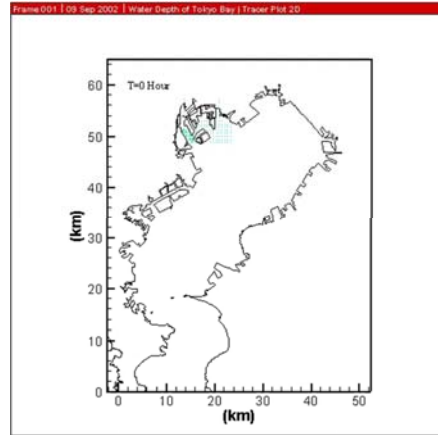 Frame 001 | 09 Sep 2002 | Water Depth of Tokyo Bay | Tracer Plot 2D
T=0 Hour
60
50
40
30
20
10
0
(km)
0 10 20 30 40 50
(km)